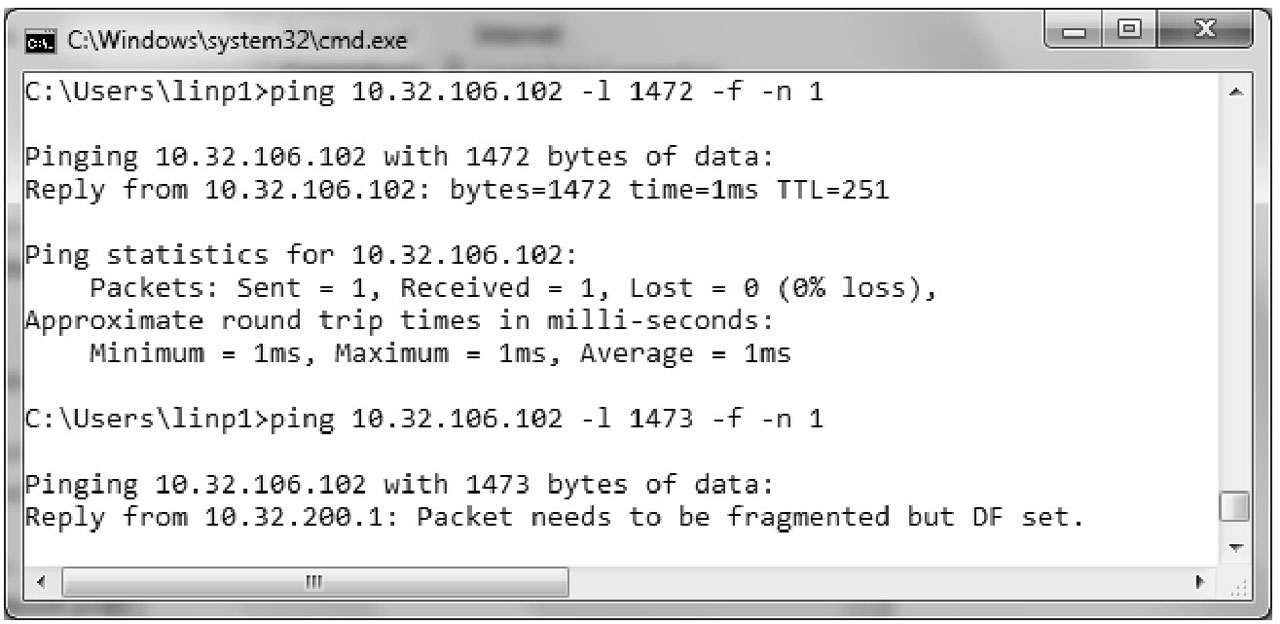 C:\Windows\system32\cmd.exe
C:\Users\linp1>ping 10.32.106.102 -l 1472 -f -n 1
Pinging 10.32.106.102 with 1472 bytes of data:
Reply from 10.32.106.102: bytes=1472 time=1ms TTL=251
Ping statistics for 10.32.106.102:
Packets: Sent = 1, Received = 1, Lost = 0 (0% loss),
Approximate round trip times in milli-seconds:
Minimum = 1ms, Maximum = 1ms, Average = 1ms
C:\Users\linp1>ping 10.32.106.102 -l 1473 -f -n 1
Pinging 10.32.106.102 with 1473 bytes of data:
Reply from 10.32.200.1: Packet needs to be fragmented but DF set.